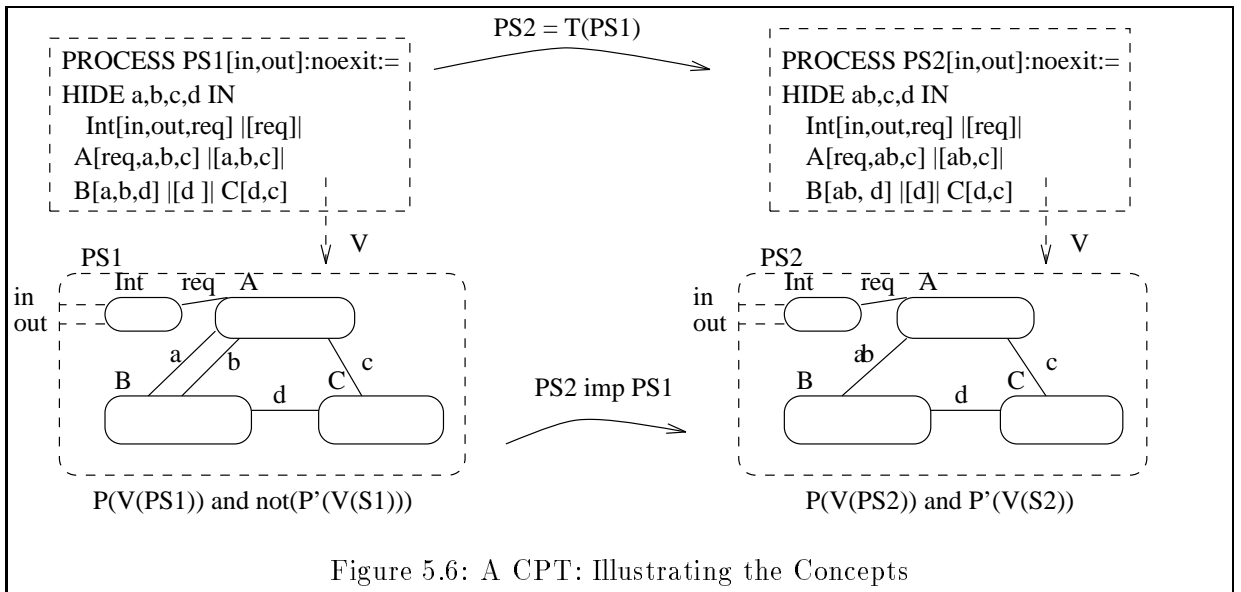 PS2 = T(PS1)
PROCESS PS1[in,out]:noexit:=
HIDE a,b,c,d IN
Int[in,out,req] |[req]|
A[req,a,b,c] |[a,b,c]|
B[a,b,d] |[d ]| C[d,c]
PROCESS PS2[in,out]:noexit:=
HIDE ab,c,d IN
Int[in,out,req] |[req]|
A[req,ab,c] |[ab,c]|
B[ab, d] |[d]| C[d,c]
V
V
PS1
Int
req
A
in
out
a
b
c
B
d
C
PS2 imp PS1
PS2
Int
req
A
in
out
ab
c
B
d
C
P(V(PS1)) and not(P'(V(S1)))
P(V(PS2)) and P'(V(S2))
Figure 5.6: A CPT: Illustrating the Concepts